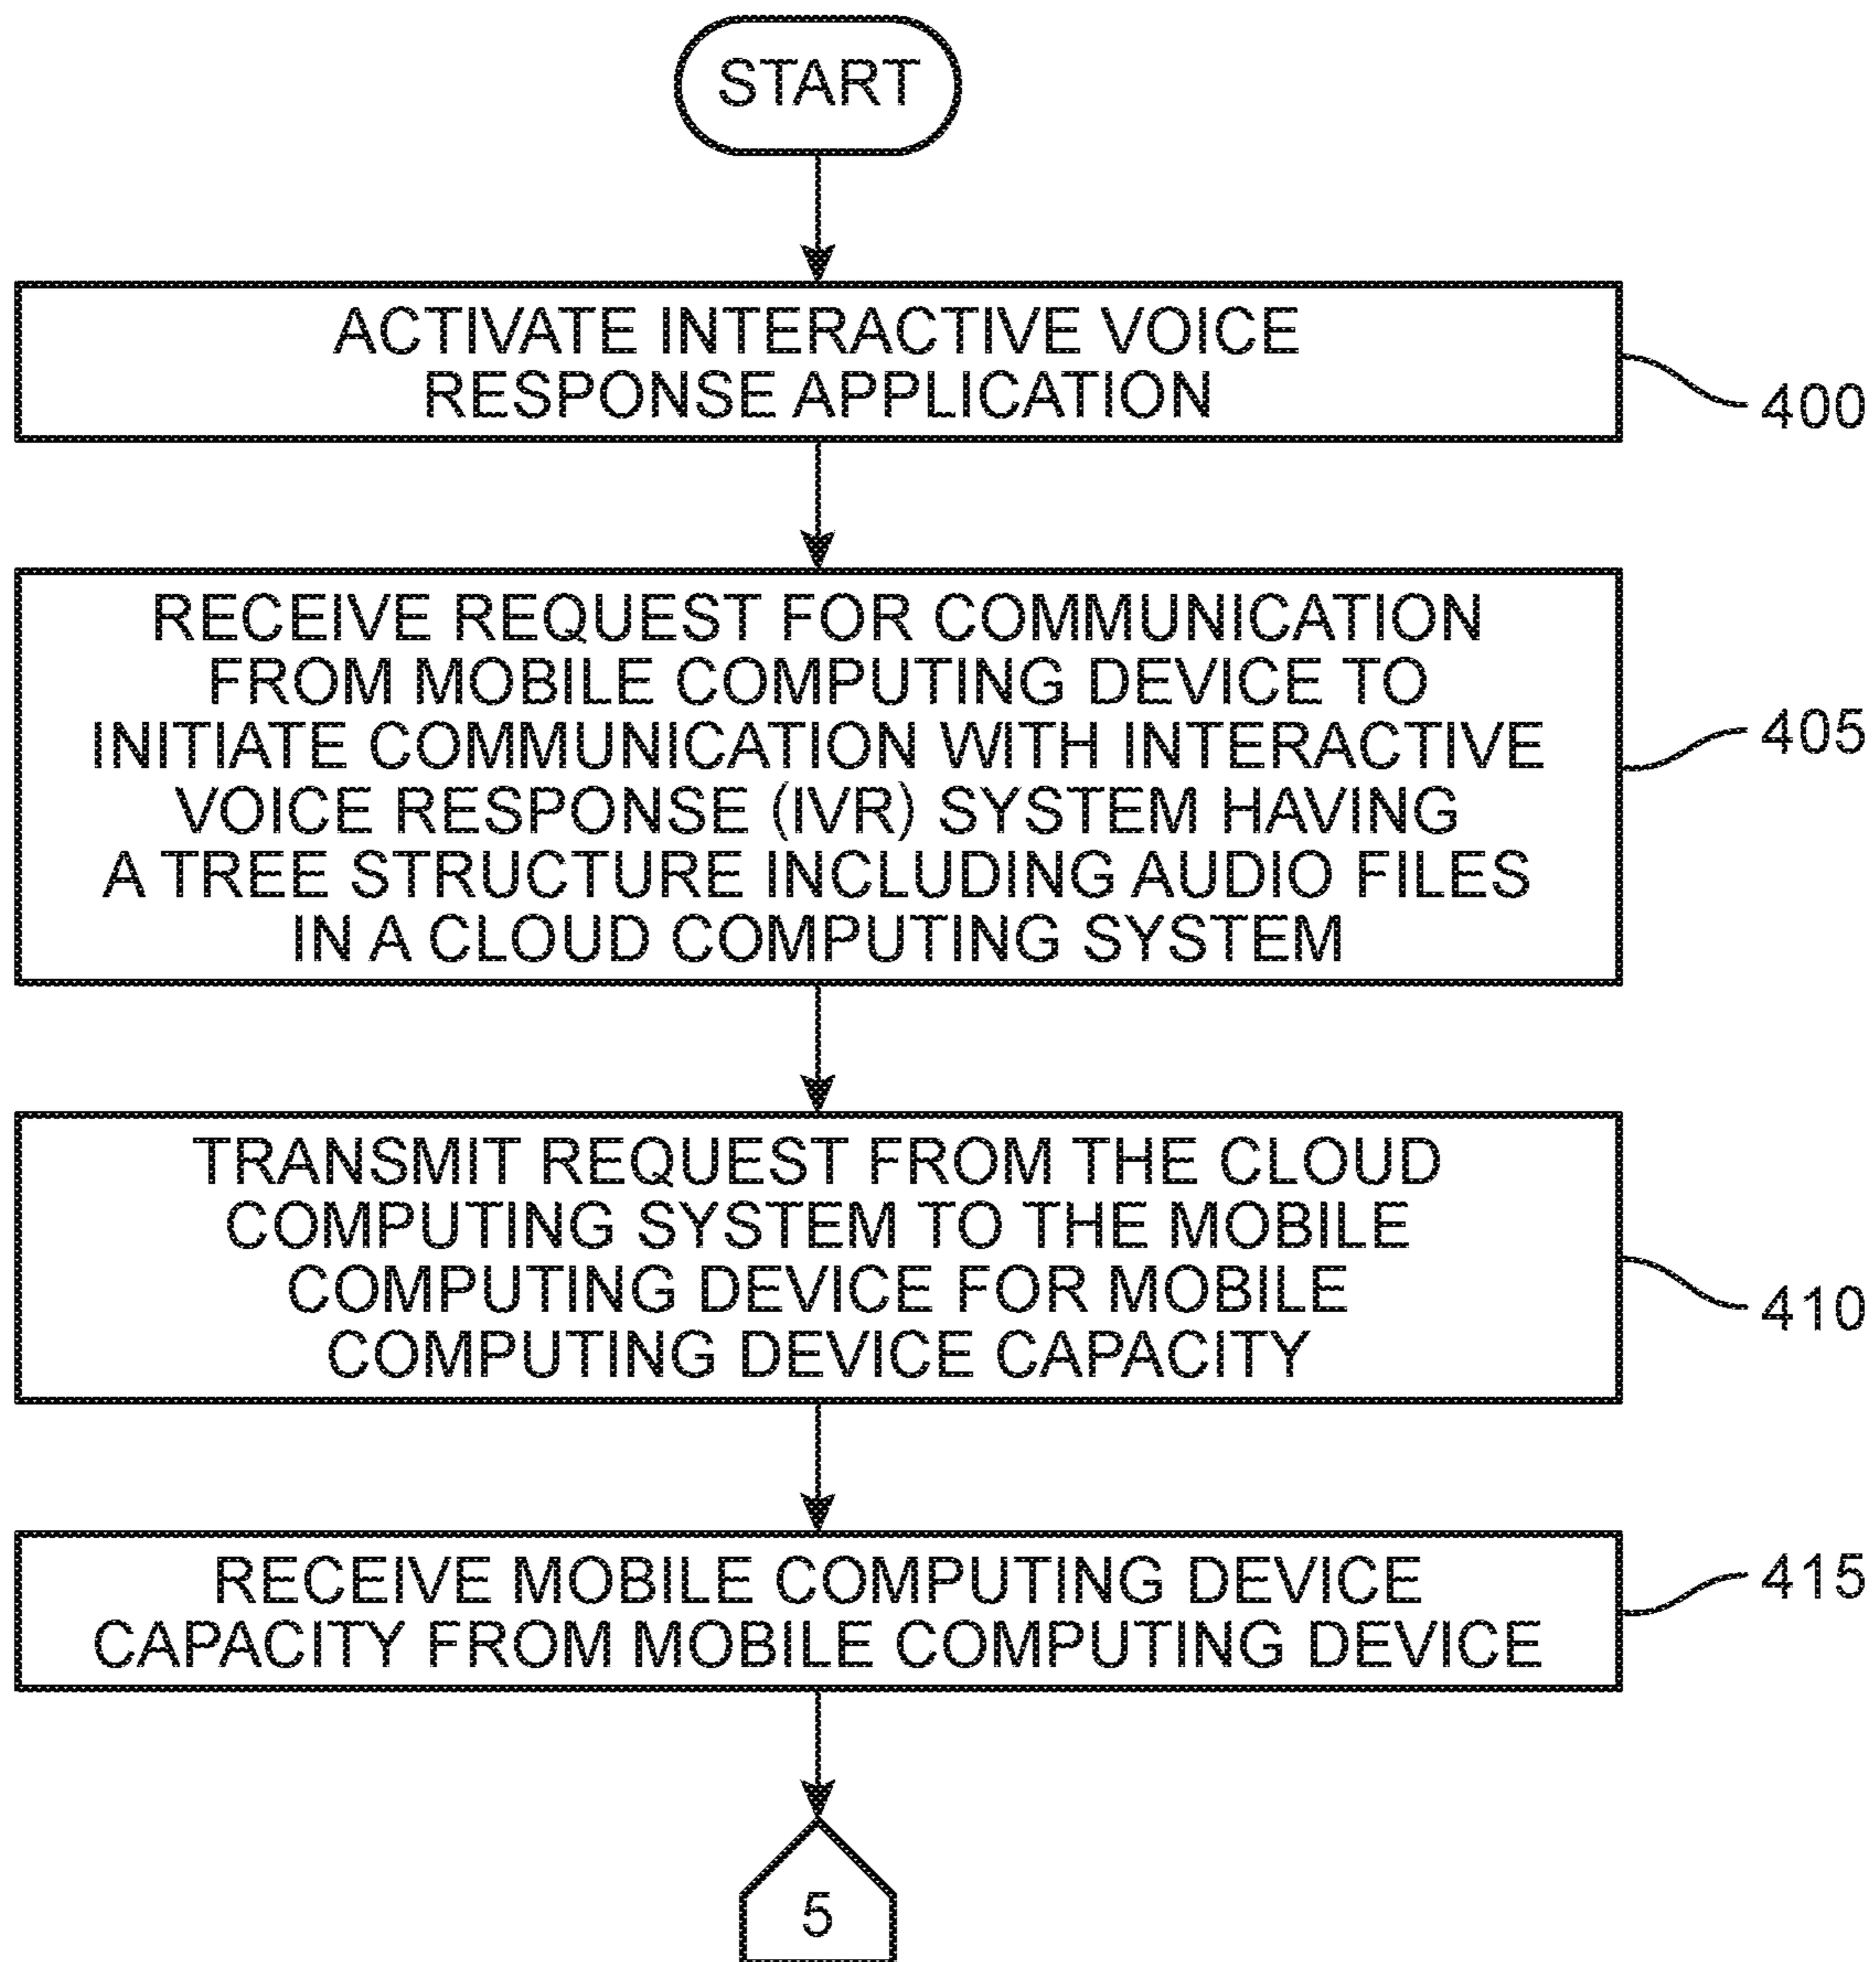 START
ACTIVATE INTERACTIVE VOICE
RESPONSE APPLICATION
400
RECEIVE REQUEST FOR COMMUNICATION
FROM MOBILE COMPUTING DEVICE TO
INITIATE COMMUNICATION WITH INTERACTIVE
VOICE RESPONSE (IVR) SYSTEM HAVING
A TREE STRUCTURE INCLUDING AUDIO FILES
IN A CLOUD COMPUTING SYSTEM
405
TRANSMIT REQUEST FROM THE CLOUD
COMPUTING SYSTEM TO THE MOBILE
COMPUTING DEVICE FOR MOBILE
COMPUTING DEVICE CAPACITY
410
RECEIVE MOBILE COMPUTING DEVICE
CAPACITY FROM MOBILE COMPUTING DEVICE
415
5